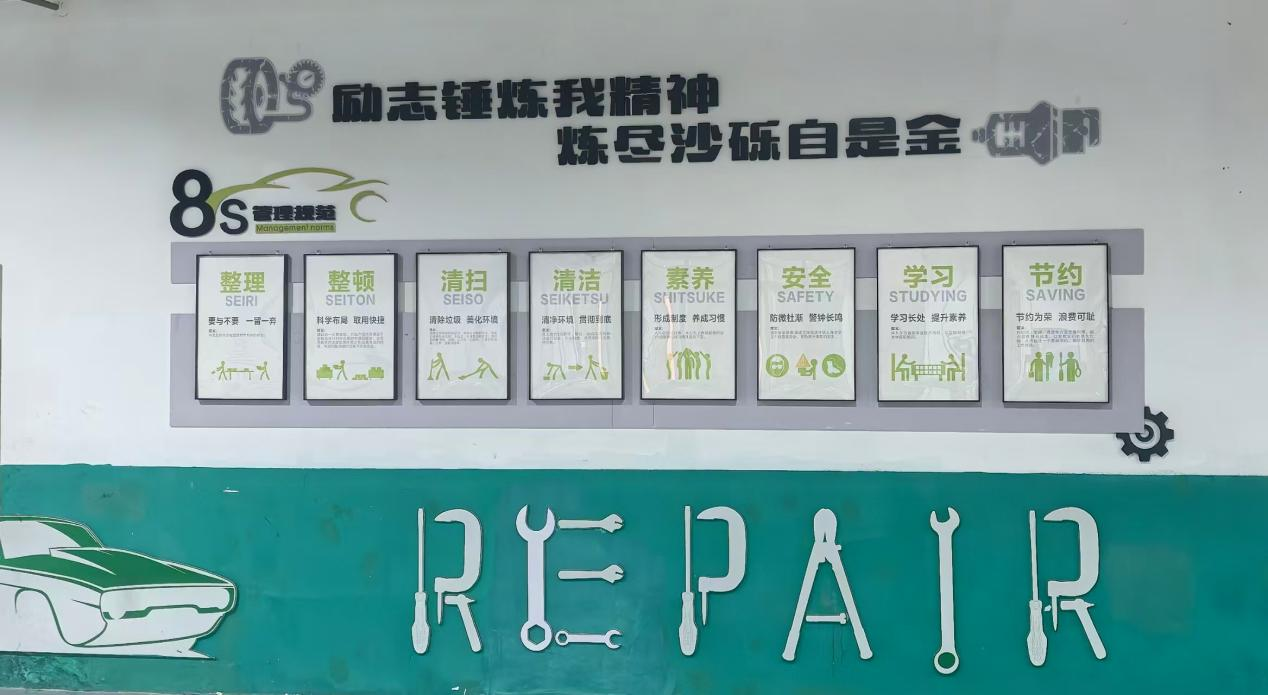 励志锤炼我精神
炼尽沙砾自是金
8S 管理规范
Management norms
整理
SEIRI
要与不要 一留一弃
整顿
SEITON
科学布局 取用快捷
清扫
SEISO
清除垃圾 美化环境
清洁
SEIKETSU
清净环境 贯彻到底
素养
SHITSUKE
形成制度 养成习惯
安全
SAFETY
防微杜渐 警钟长鸣
学习
STUDYING
学习长处 提升素养
节约
SAVING
节约为荣 浪费可耻
REPAIR